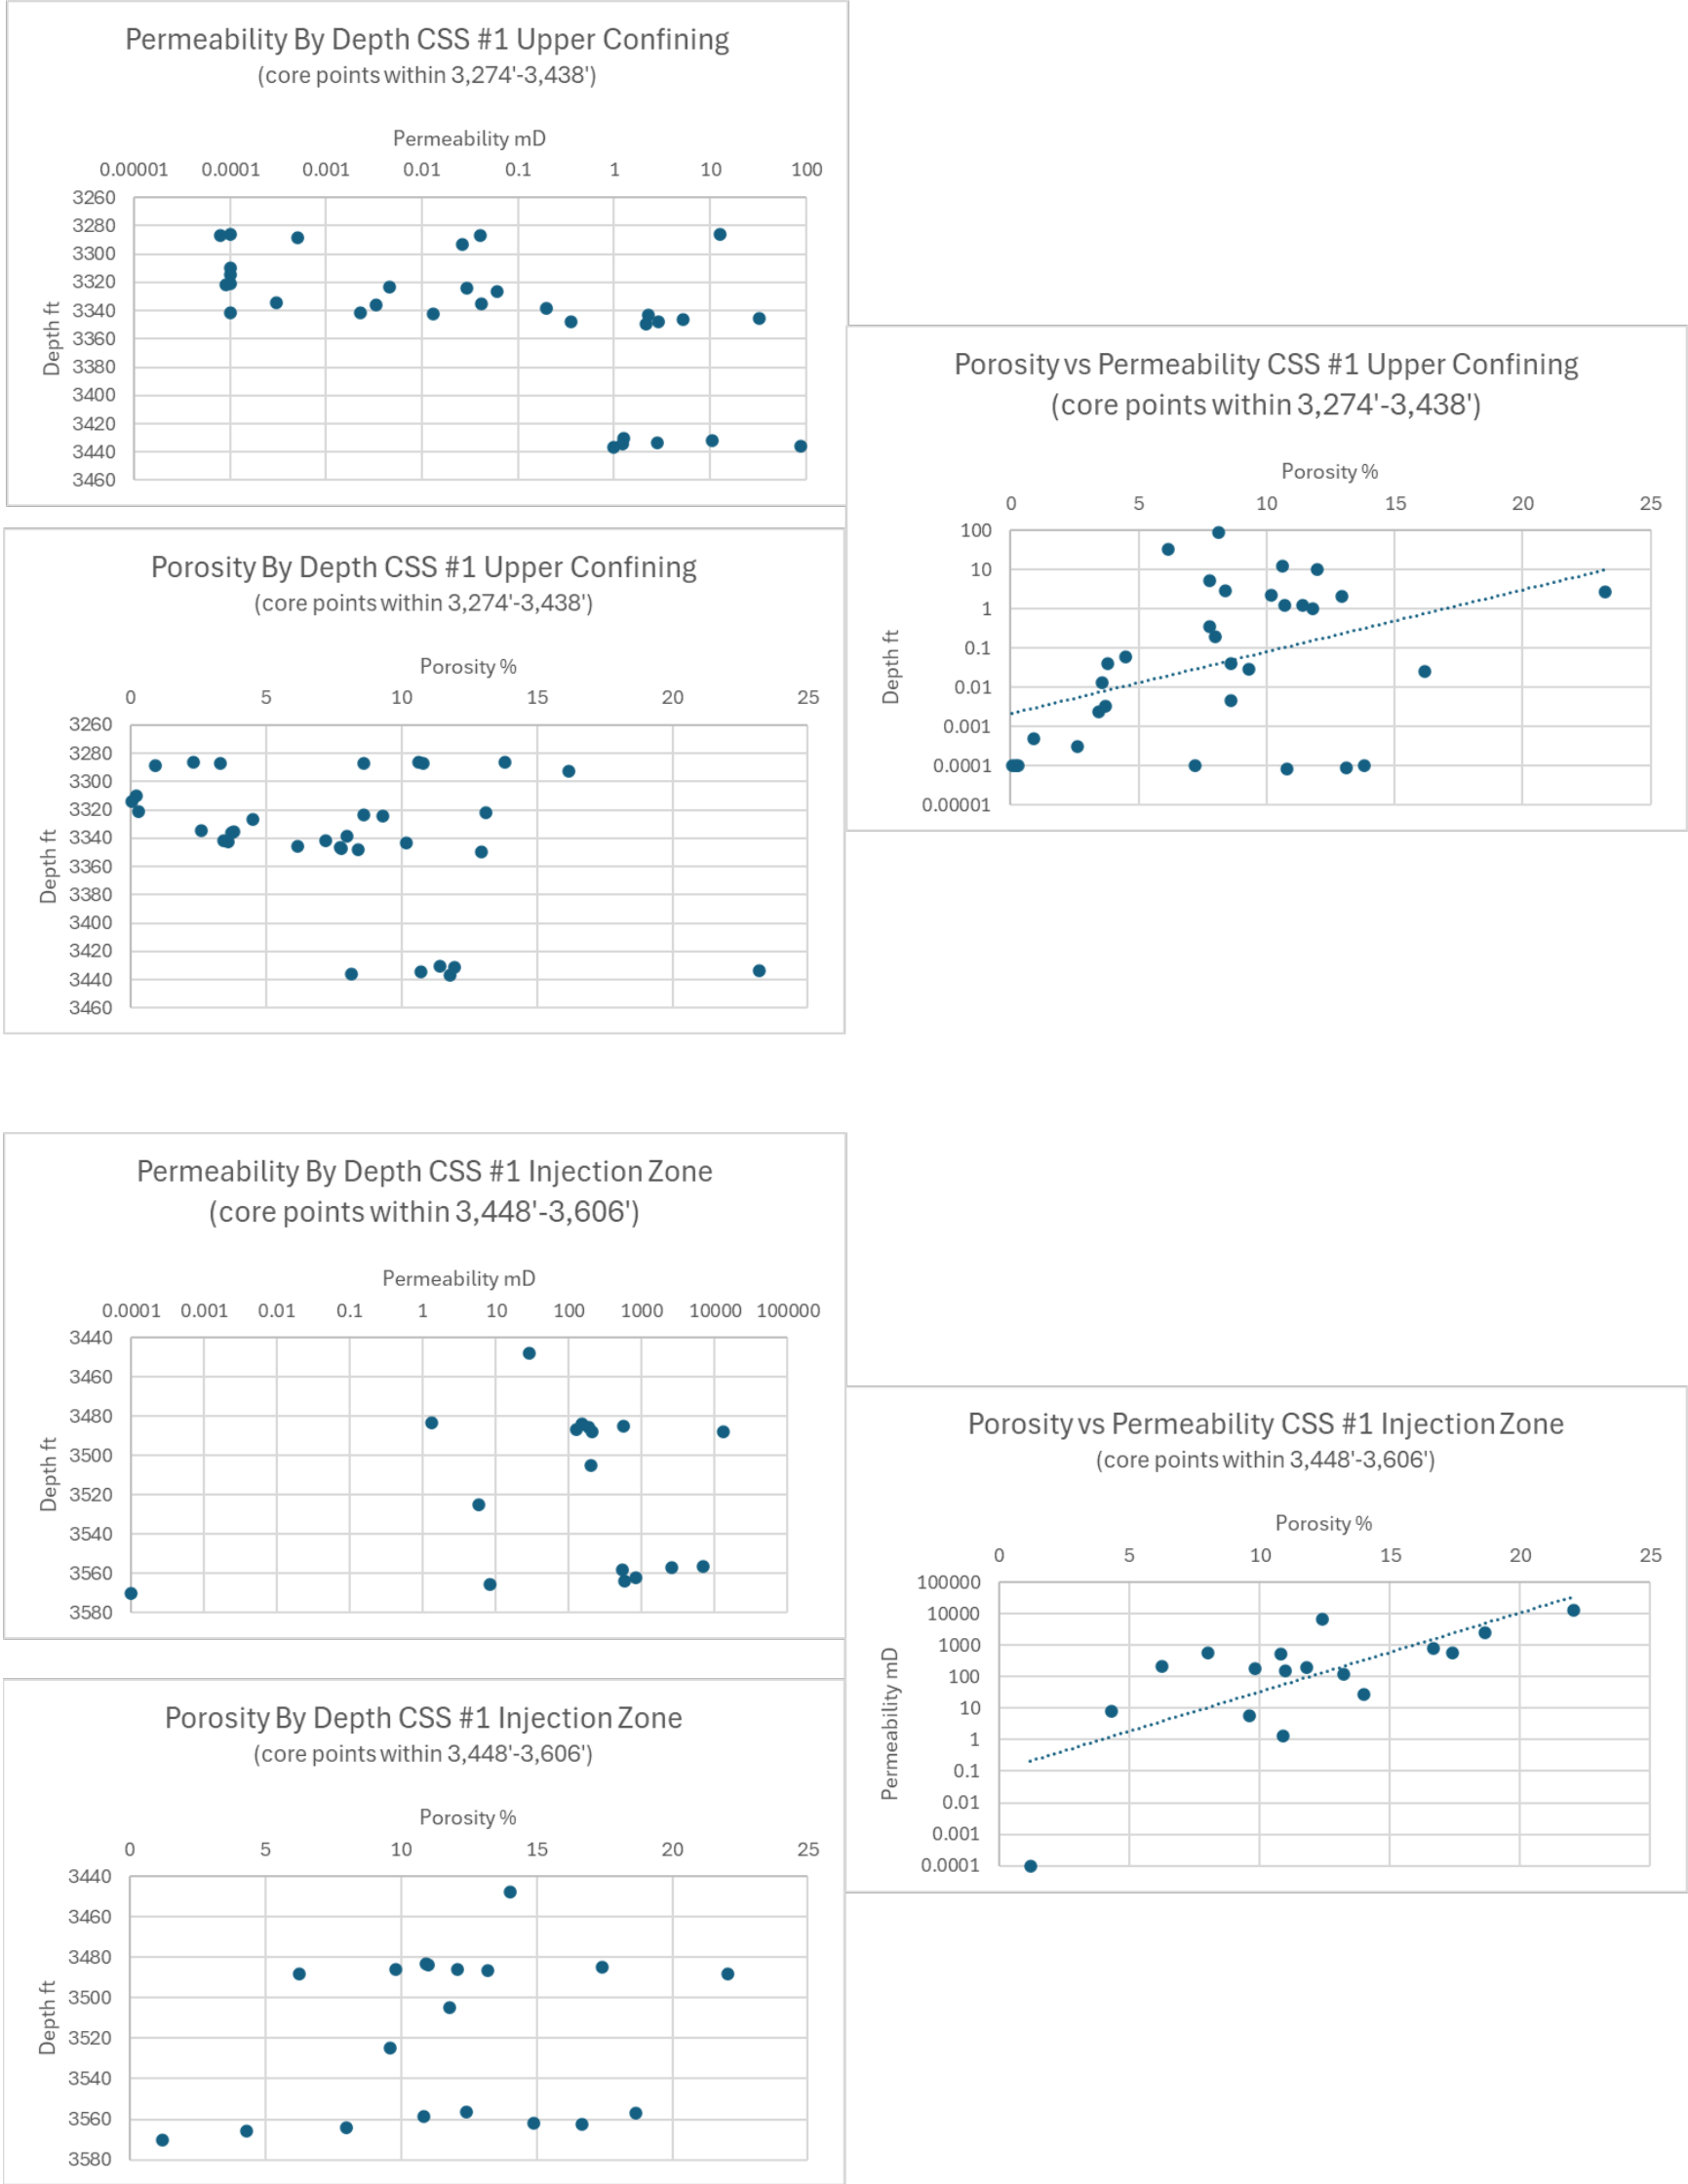 Permeability By Depth CSS #1 Upper Confining
(core points within 3,274'-3,438')
Permeability mD
0.00001 0.0001 0.001 0.01 0.1 1 10 100
Depth ft
3260
3280
3300
3320
3340
3360
3380
3400
3420
3440
3460
Porosity By Depth CSS #1 Upper Confining
(core points within 3,274'-3,438')
Porosity %
0 5 10 15 20 25
Depth ft
3260
3280
3300
3320
3340
3360
3380
3400
3420
3440
3460
Porosity vs Permeability CSS #1 Upper Confining
(core points within 3,274'-3,438')
Porosity %
0 5 10 15 20 25
Depth ft
100
10
1
0.1
0.01
0.001
0.0001
0.00001
Permeability By Depth CSS #1 Injection Zone
(core points within 3,448'-3,606')
Permeability mD
0.0001 0.001 0.01 0.1 1 10 100 1000 10000 100000
Depth ft
3440
3460
3480
3500
3520
3540
3560
3580
Porosity By Depth CSS #1 Injection Zone
(core points within 3,448'-3,606')
Porosity %
0 5 10 15 20 25
Depth ft
3440
3460
3480
3500
3520
3540
3560
3580
Porosity vs Permeability CSS #1 Injection Zone
(core points within 3,448'-3,606')
Porosity %
0 5 10 15 20 25
Permeability mD
100000
10000
1000
100
10
1
0.1
0.01
0.001
0.0001